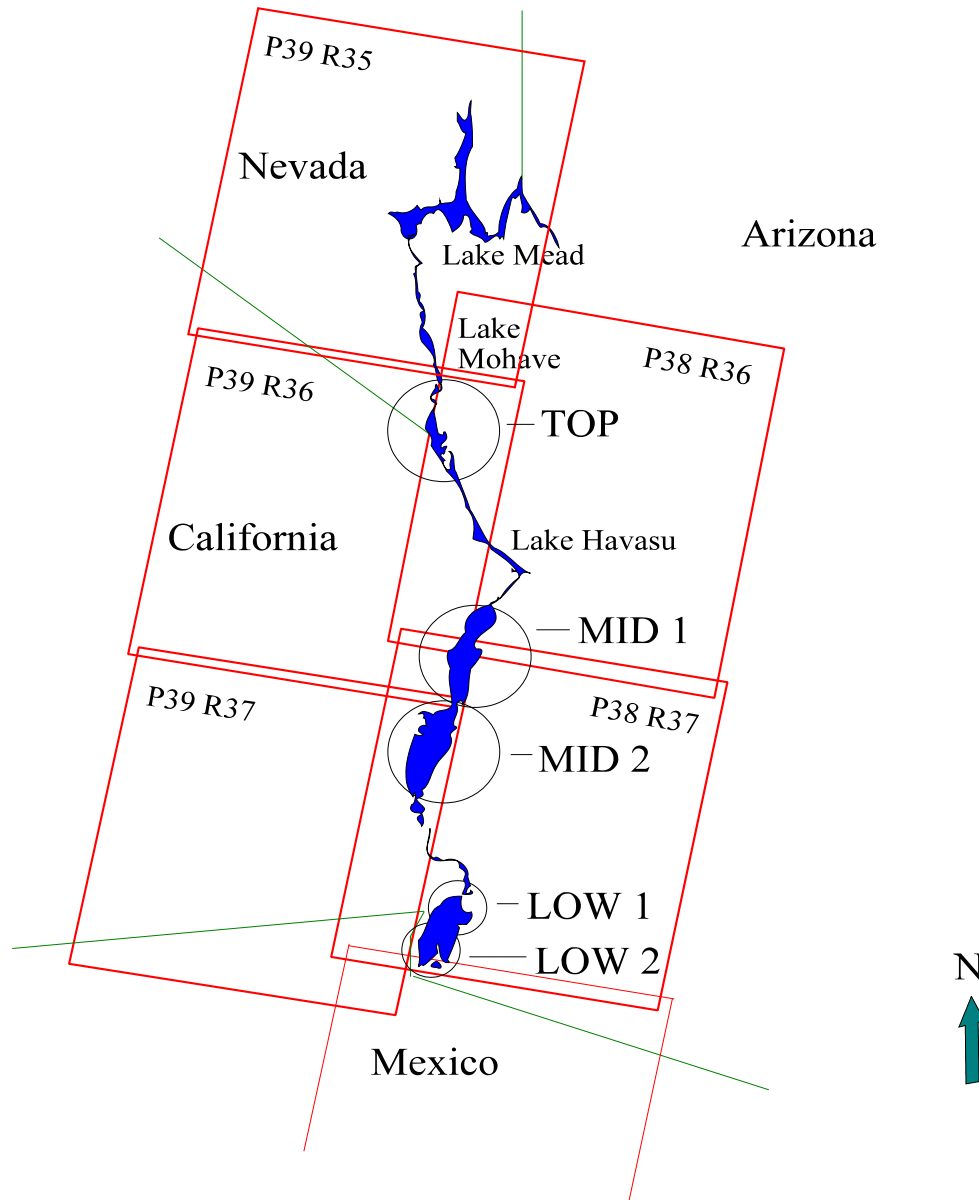 P39 R35
Nevada
Arizona
Lake Mead
Lake
Mohave
P38 R36
P39 R36
TOP
California
Lake Havasu
MID 1
P39 R37
P38 R37
MID 2
LOW 1
LOW 2
N
Mexico